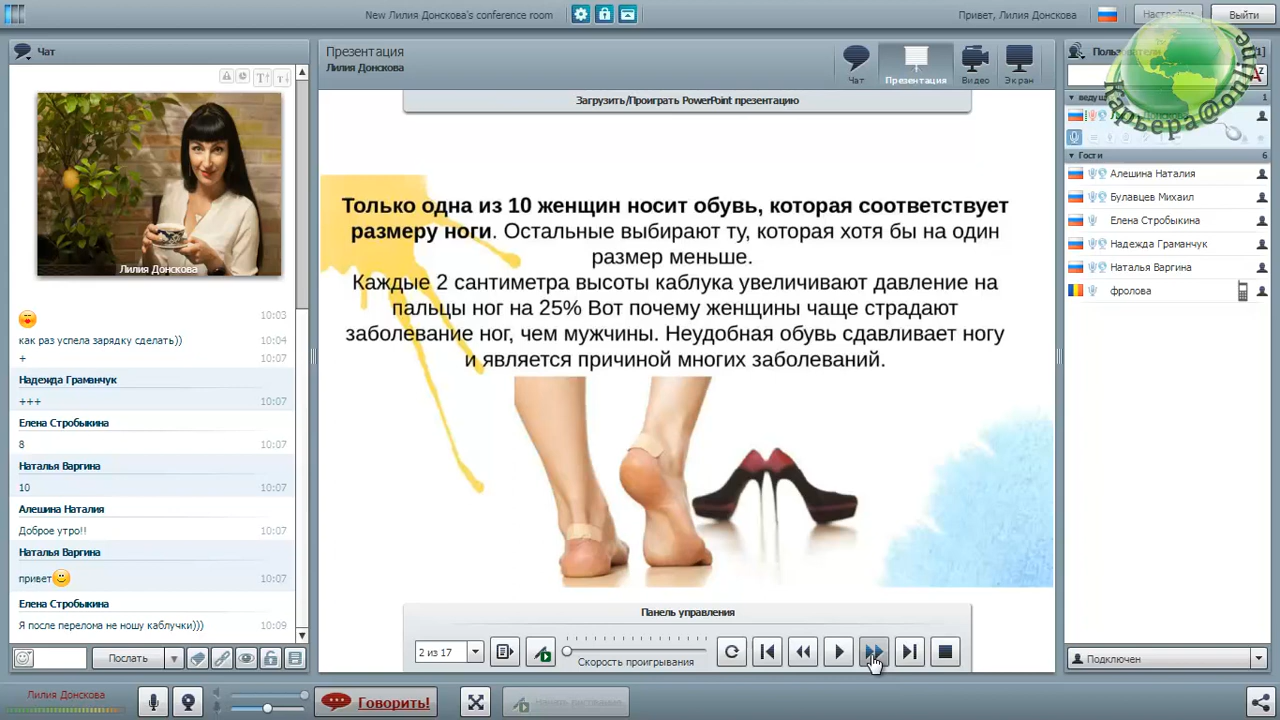 New Лилия Донскова's conference room
Привет, Лилия Донскова
Настройки
Выйти
Чат
Лилия Донскова
10:03
как раз успела зарядку сделать)) 10:04
+ 10:07
Надежда Граманчук
+++ 10:07
Елена Стробыкина
8 10:07
Наталья Варгина
10 10:07
Алешина Наталия
Доброе утро!! 10:07
Наталья Варгина
привет 10:07
Елена Стробыкина
Я после перелома не ношу каблучки))) 10:09
Послать
Лилия Донскова
Презентация
Лилия Донскова
Чат
Презентация
Видео
Экран
Загрузить/Проиграть PowerPoint презентацию
Только одна из 10 женщин носит обувь, которая соответствует
размеру ноги. Остальные выбирают ту, которая хотя бы на один
размер меньше.
Каждые 2 сантиметра высоты каблука увеличивают давление на
пальцы ног на 25% Вот почему женщины чаще страдают
заболевание ног, чем мужчины. Неудобная обувь сдавливает ногу
и является причиной многих заболеваний.
Панель управления
2 из 17
Скорость проигрывания
Говорить!
Начать рисование
Пользователи
карьера@online
Гости 6
Алешина Наталия
Булавцев Михаил
Елена Стробыкина
Надежда Граманчук
Наталья Варгина
фролова
Подключен